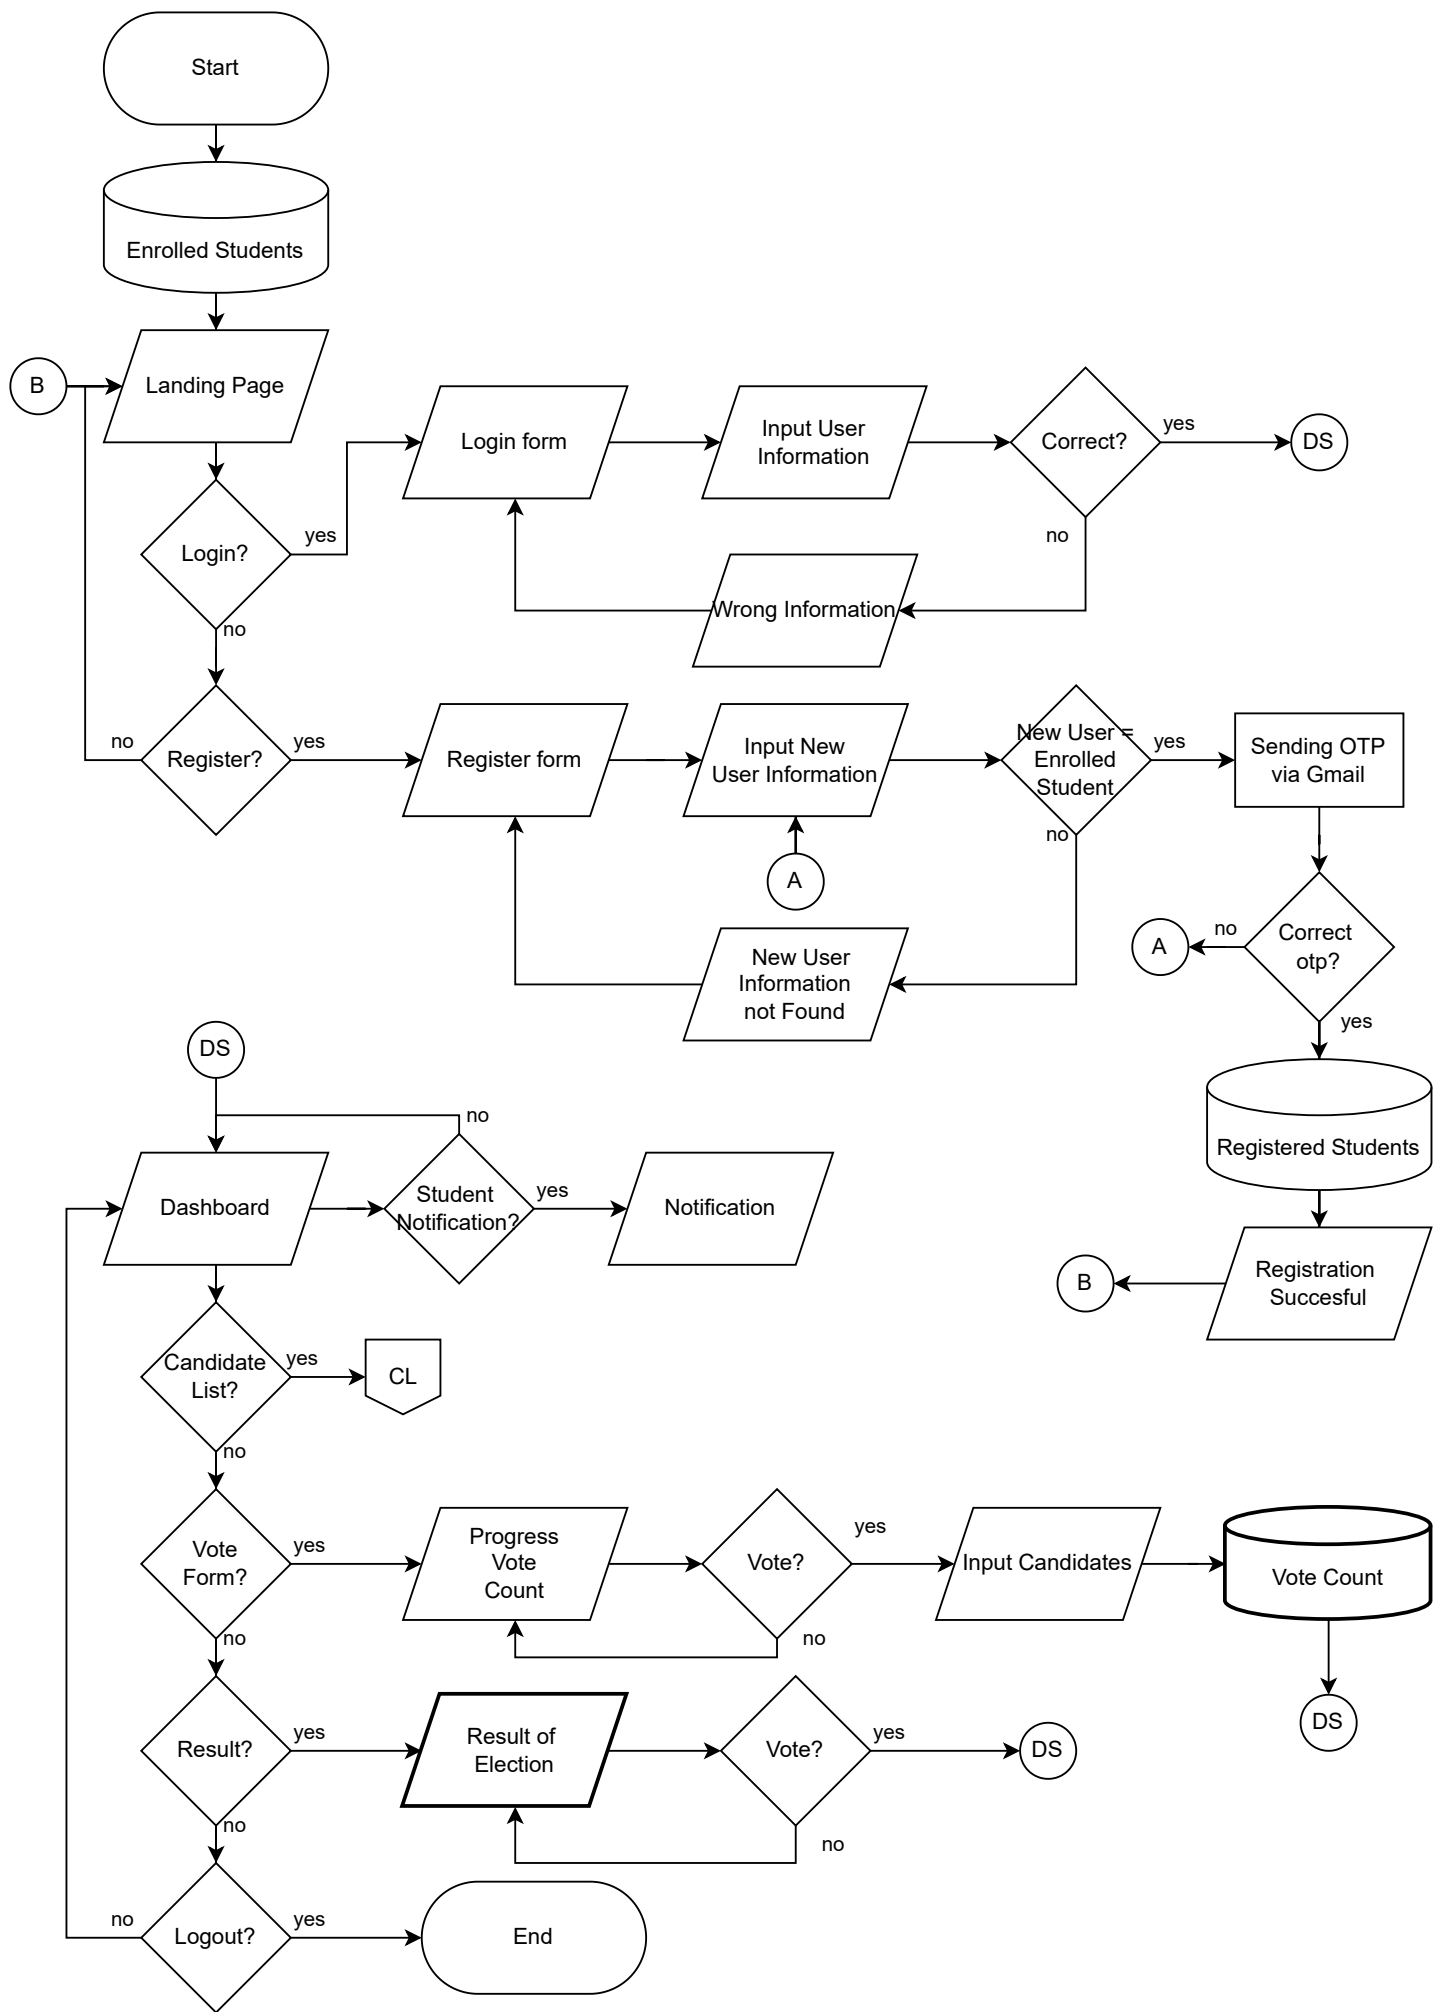 Start
Enrolled Students
B
Landing Page
Login form
Input User
Information
Correct?
yes
DS
Login?
yes
no
no
Wrong Information
Register?
no
yes
Register form
Input New
User Information
New User =
Enrolled
Student
yes
no
Sending OTP
via Gmail
A
Correct
otp?
no
A
yes
New User
Information
not Found
DS
no
Registered Students
Dashboard
Student
Notification?
yes
Notification
Registration
Succesful
B
Candidate
List?
yes
CL
no
Vote
Form?
yes
Progress
Vote
Count
Vote?
yes
Input Candidates
Vote Count
no
no
DS
Result?
yes
Result of
Election
Vote?
yes
DS
no
no
Logout?
no
yes
End